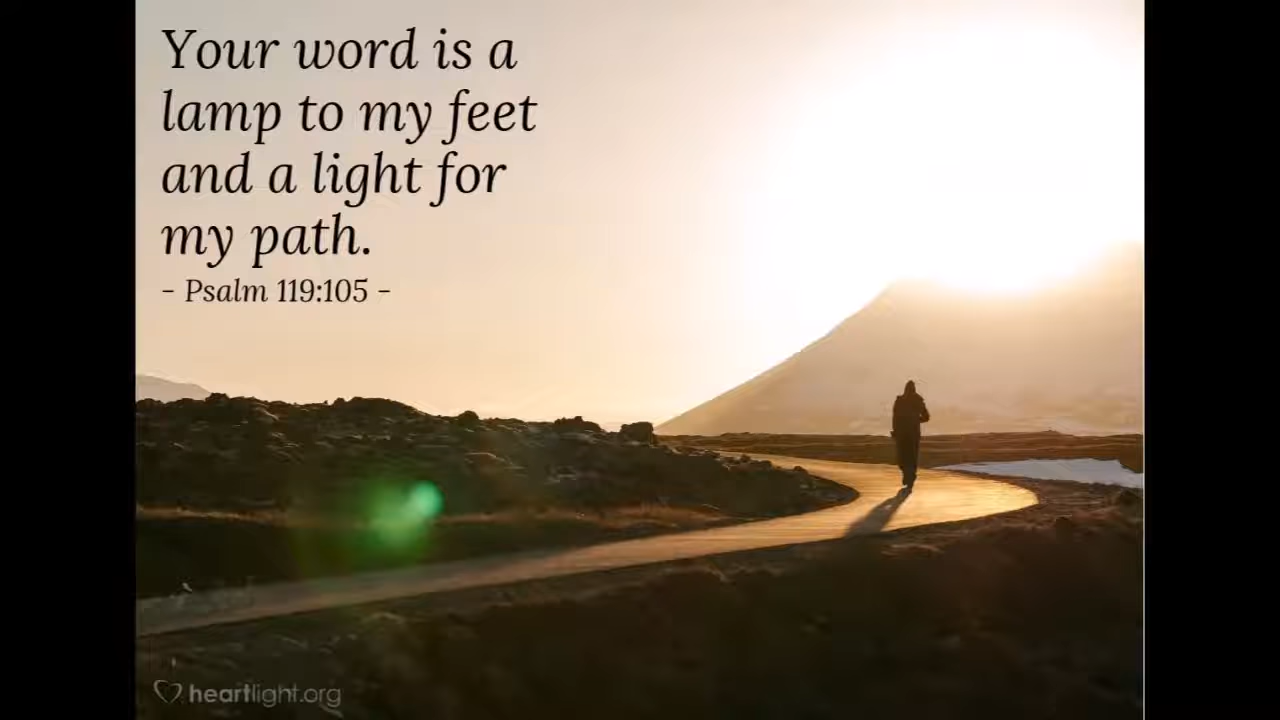 Your word is a
lamp to my feet
and a light for
my path.
- Psalm 119:105 -
heartlight.org